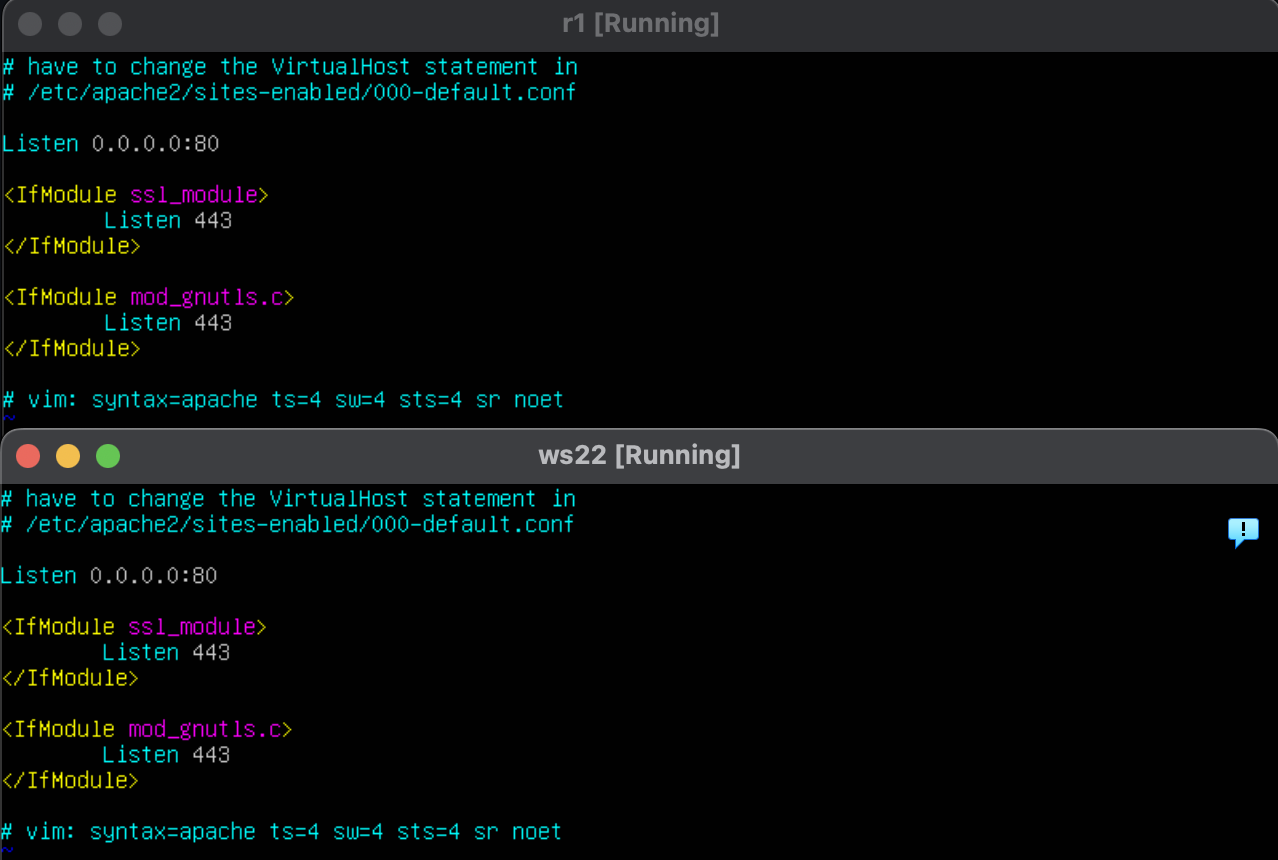 r1 [Running]
# have to change the VirtualHost statement in
# /etc/apache2/sites-enabled/000-default.conf
Listen 0.0.0.0:80
<IfModule ssl_module>
        Listen 443
</IfModule>
<IfModule mod_gnutls.c>
        Listen 443
</IfModule>
# vim: syntax=apache ts=4 sw=4 sts=4 sr noet
~
ws22 [Running]
# have to change the VirtualHost statement in
# /etc/apache2/sites-enabled/000-default.conf
Listen 0.0.0.0:80
<IfModule ssl_module>
        Listen 443
</IfModule>
<IfModule mod_gnutls.c>
        Listen 443
</IfModule>
# vim: syntax=apache ts=4 sw=4 sts=4 sr noet
~